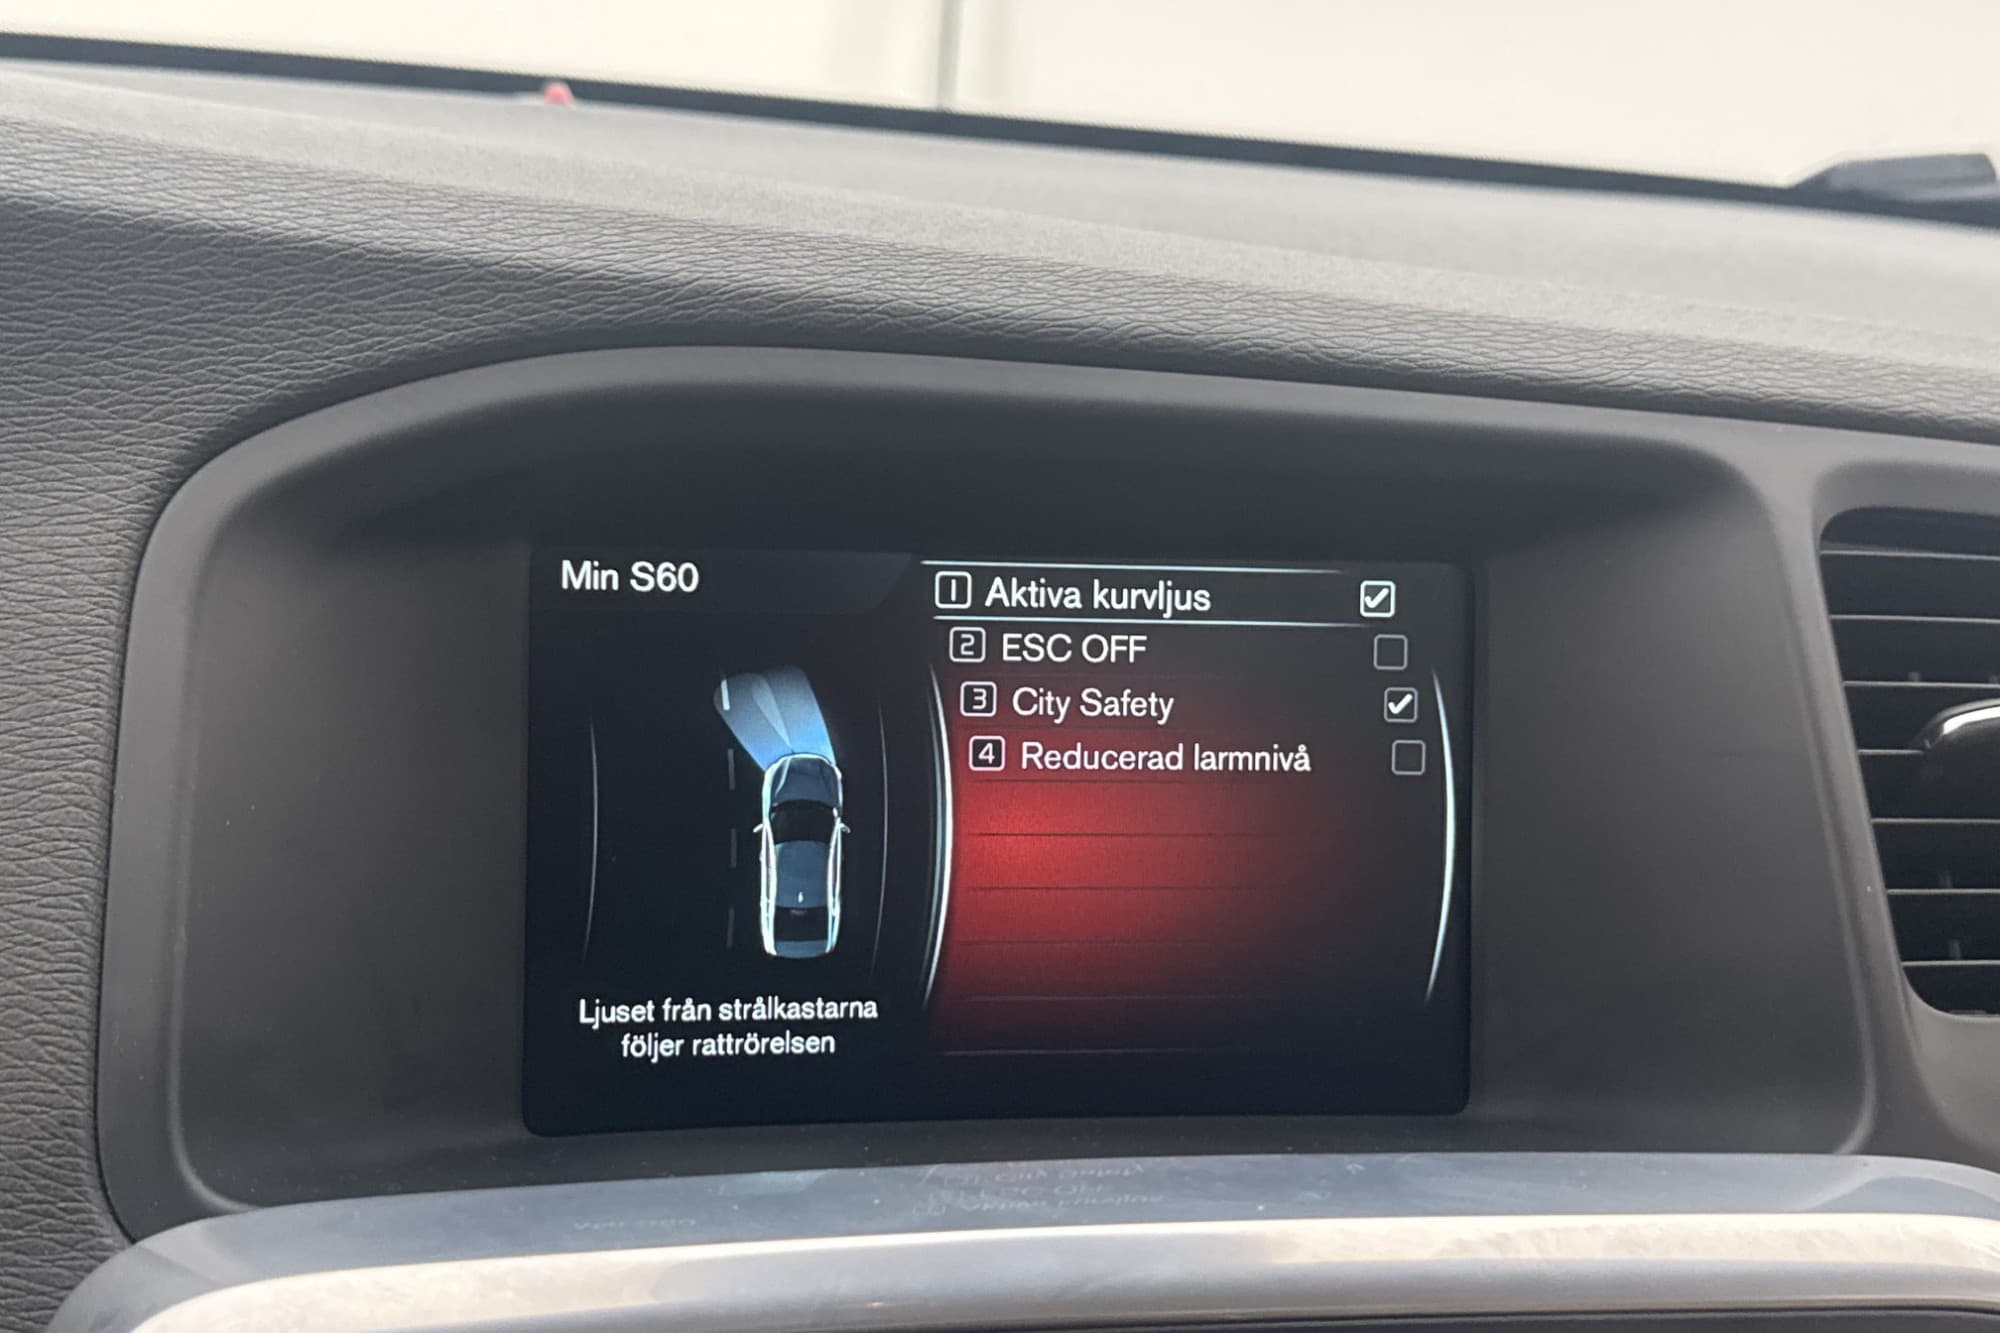 Min S60
1 Aktiva kurvljus
2 ESC OFF
3 City Safety
4 Reducerad larmnivå
Ljuset från strålkastarna
följer rattrörelsen